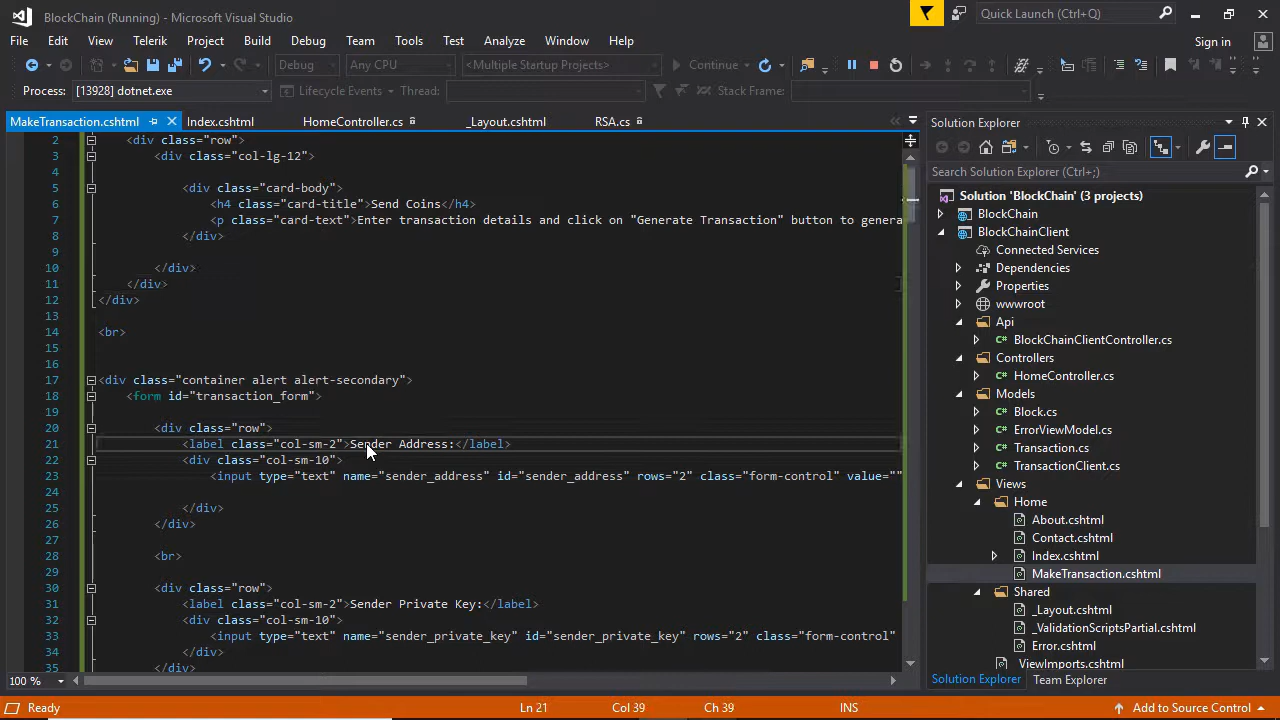 BlockChain (Running) - Microsoft Visual Studio
Quick Launch (Ctrl+Q)
File Edit View Telerik Project Build Debug Team Tools Test Analyze Window Help
Sign in
Debug Any CPU <Multiple Startup Projects> Continue
Process: [13928] dotnet.exe Lifecycle Events Thread: Stack Frame:
MakeTransaction.cshtml Index.cshtml HomeController.cs _Layout.cshtml RSA.cs
2 <div class="row">
3 <div class="col-lg-12">
4
5 <div class="card-body">
6 <h4 class="card-title">Send Coins</h4>
7 <p class="card-text">Enter transaction details and click on "Generate Transaction" button to genera
8 </div>
9
10 </div>
11 </div>
12 </div>
13
14 <br>
15
16
17 <div class="container alert alert-secondary">
18 <form id="transaction_form">
19
20 <div class="row">
21 <label class="col-sm-2">Sender Address:</label>
22 <div class="col-sm-10">
23 <input type="text" name="sender_address" id="sender_address" rows="2" class="form-control" value=""
24
25 </div>
26 </div>
27
28 <br>
29
30 <div class="row">
31 <label class="col-sm-2">Sender Private Key:</label>
32 <div class="col-sm-10">
33 <input type="text" name="sender_private_key" id="sender_private_key" rows="2" class="form-control"
34 </div>
35 </div>
100 %
Solution Explorer
Search Solution Explorer (Ctrl+;)
Solution 'BlockChain' (3 projects)
BlockChain
BlockChainClient
Connected Services
Dependencies
Properties
wwwroot
Api
BlockChainClientController.cs
Controllers
HomeController.cs
Models
Block.cs
ErrorViewModel.cs
Transaction.cs
TransactionClient.cs
Views
Home
About.cshtml
Contact.cshtml
Index.cshtml
MakeTransaction.cshtml
Shared
_Layout.cshtml
_ValidationScriptsPartial.cshtml
Error.cshtml
_ViewImports.cshtml
Solution Explorer Team Explorer
Ready Ln 21 Col 39 Ch 39 INS Add to Source Control